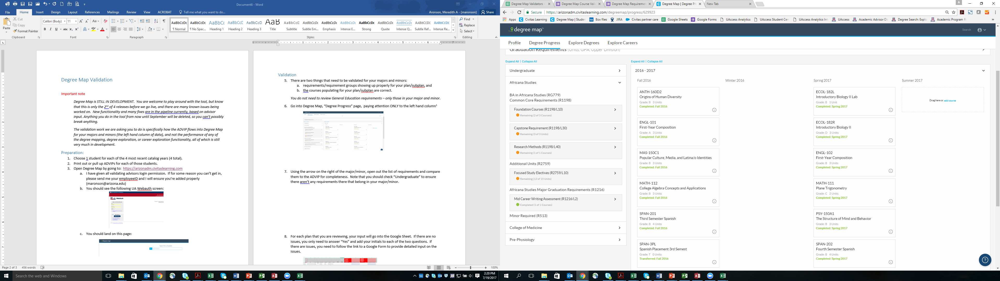 Document6 - Word
File Home Insert Design Layout References Mailings Review View ACROBAT Tell me what you want to do...
Aronson, Meredith A - (maronson) Share
Paste
Cut
Copy
Format Painter
Clipboard
Calibri (Body) 11
Font
Paragraph
AaBbCcDc AaBbCcDc AaBbCc AaBbCcC AaBbCcD AaB AaBbCcD AaBbCcDc AaBbCcDc AaBbCcDc AaBbCcDc AaBbCcDc AaBbCcDc AaBbCcDc AaBbCcDc
¶ Normal ¶ No Spac... Heading 1 Heading 2 Heading 3 Title Subtitle Subtle Em... Emphasis Intense E... Strong Quote Intense Q... Subtle Ref... Intense Re...
Styles
Find
Replace
Select
Editing
Degree Map Validation
Important note
Degree Map is STILL IN DEVELOPMENT. You are welcome to play around with the tool, but know
that this is only the 2nd of 4 releases before we go live, and there are many known issues being
worked on. New functionality and many fixes are in the pipeline currently, based on advisor
input. Anything you do in the tool from now until September will be deleted, so you can't possibly
break anything.
The validation work we are asking you to do is specifically how the ADVIP flows into Degree Map
for your majors and minors (the left hand column of data), and not the performance of any of
the degree mapping, degree exploration, or career exploration functionality, all of which is still
very much in development.
Preparation:
1. Choose 1 student for each of the 4 most recent catalog years (4 total).
2. Print out or pull up ADVIPs for each of those students.
3. Open Degree Map by going to: https://arizonadm.civitaslearning.com
a. I have given all validating advisors login permission. If for some reason you can't get in,
please send me your employeeID and I will ensure you're added properly
(maronson@arizona.edu)
b. You should see the following UA Webauth screen:
WebAuth
c. You should land on this page:
degree map
Validation
5. There are two things that need to be validated for your majors and minors:
a. requirements/requirement groups showing up properly for your plan/subplan, and
b. the courses populating for your plan/subplan are correct.
You do not need to review General Education requirements – only those in your major and minor.
6. Go into Degree Map, "Degree Progress" page, paying attention ONLY to the left hand column1
7. Using the arrow on the right of the major/minor, open out the list of requirements and compare
them to the ADVIP for completeness. Note that you should check "Undergraduate" to ensure
there aren't any requirements there that belong in your major/minor.
8. For each plan that you are reviewing, your input will go into the Google Sheet. If there are no
issues, you only need to answer "Yes" and add your initials to each of the two questions. If
there are issues, you need to follow the link to a Google Form to provide detailed input on the
issues.
Page 2 of 3 456 words
100%
Search the web and Windows
2:20 PM
7/19/2017
Degree Map Validators - Degree Map Course Valid Degree Map Requiremen Degree Map | Degree Pr New Tab
Secure https://arizonadm.civitaslearning.com/degreemap/progress/629923
Apps Civitas Learning Degree Map | Student Box files JIRA Civitas partner care Google Sheets Google Forms UAccess Analytics UAccess Student Cen UAccess Analytics Int UAccess Academic Advisor Di Degree Search: Explo Academic Program R
degree map
Search
Profile Degree Progress Explore Degrees Explore Careers
Graduation Requirements (Units, GPA, Upper Division)
Expand All | Collapse All
Undergraduate
Africana Studies
BA in Africana Studies (RG779)
Common Core Requirements (R1198)
Foundation Courses (R1198/L10)
Remaining (2 of 3 Courses)
Capstone Requirement (R1198/L30)
Remaining (3 of 3 Units)
Research Methods (R1198/L40)
Remaining (1 of 1 Courses)
Additional Units (R2759)
Focused Study Electives (R2759/L10)
Remaining (12 of 15 Units)
Africana Studies Major Graduation Requirements (R1216)
Mid Career Writing Assessment (R1216/L2)
Completed (1 of 1 Courses)
Minor Required (R513)
College of Medicine
Pre-Physiology
Expand All | Collapse All
2016 - 2017
Fall 2016
ANTH-160D2
Origins of Human Diversity
Grade: B 3 Units
Completed: Fall 2016
ENGL-101
First-Year Composition
Grade: A 3 Units
Completed: Fall 2016
MAS-150C1
Popular Culture, Media, and Latina/o Identities
Grade: B 3 Units
Completed: Fall 2016
MATH-112
College Algebra Concepts and Applications
Grade: B 3 Units
Completed: Fall 2016
SPAN-201
Third Semester Spanish
Grade: B 4 Units
Completed: Fall 2016
SPAN-3PL
Spanish Placement 3rd Semest
Grade: T 0 Units
Transferred: Fall 2016
Winter 2016
Spring 2017
ECOL-182L
Introductory Biology II Lab
Grade: B 1 Unit
Completed: Spring 2017
ECOL-182R
Introductory Biology II
Grade: D 3 Units
Completed: Spring 2017
ENGL-102
First-Year Composition
Grade: B 3 Units
Completed: Spring 2017
MATH-111
Plane Trigonometry
Grade: C 2 Units
Completed: Spring 2017
PSY-150A1
The Structure of Mind and Behavior
Grade: B 3 Units
Completed: Spring 2017
SPAN-202
Fourth Semester Spanish
Grade: B 4 Units
Completed: Spring 2017
Summer 2017
Drag here or add course